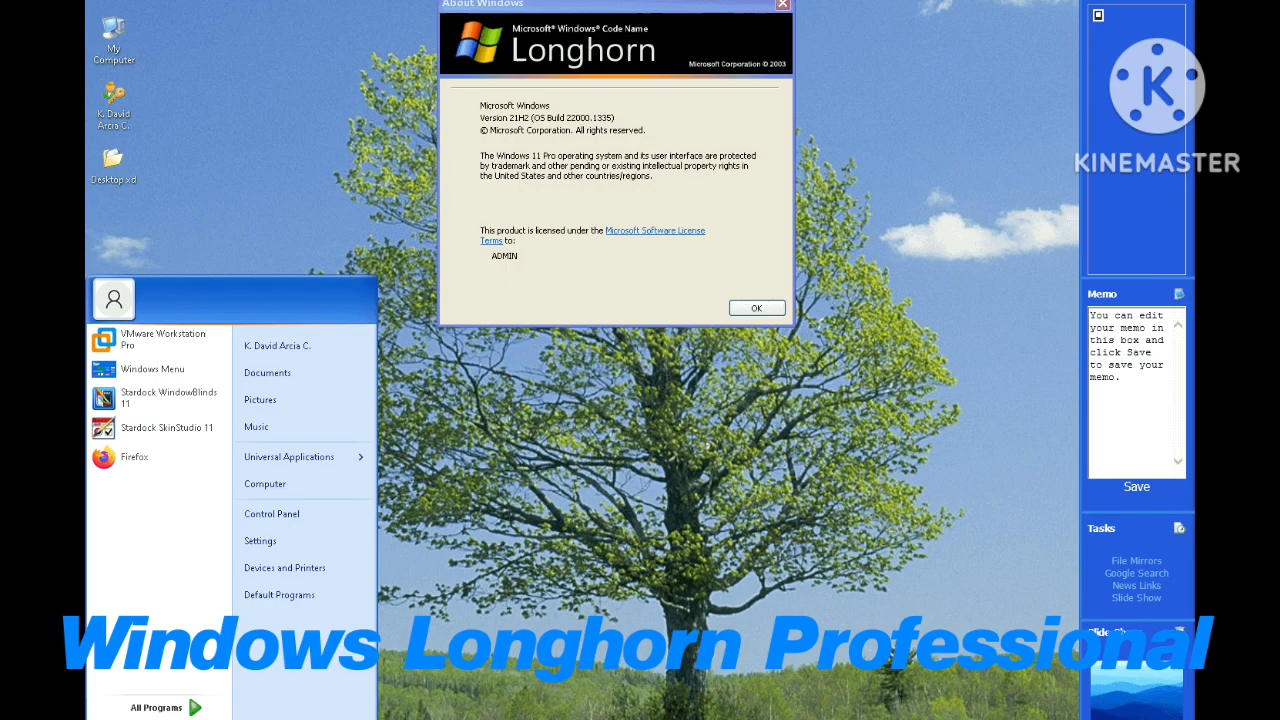 My
Computer
K. David
Arcia C.
Desktop xd
About Windows
Microsoft® Windows® Code Name
Longhorn
Microsoft Corporation © 2003
Microsoft Windows
Version 21H2 (OS Build 22000.1335)
© Microsoft Corporation. All rights reserved.
The Windows 11 Pro operating system and its user interface are protected
by trademark and other pending or existing intellectual property rights in
the United States and other countries/regions.
This product is licensed under the Microsoft Software License
Terms to:
ADMIN
OK
K
KINEMASTER
Memo
You can edit
your memo in
this box and
click Save
to save your
memo.
Save
Tasks
File Mirrors
Google Search
News Links
Slide Show
VMware Workstation
Pro
Windows Menu
Stardock WindowBlinds
11
Stardock SkinStudio 11
Firefox
All Programs
K. David Arcia C.
Documents
Pictures
Music
Universal Applications
Computer
Control Panel
Settings
Devices and Printers
Default Programs
Windows Longhorn Professional